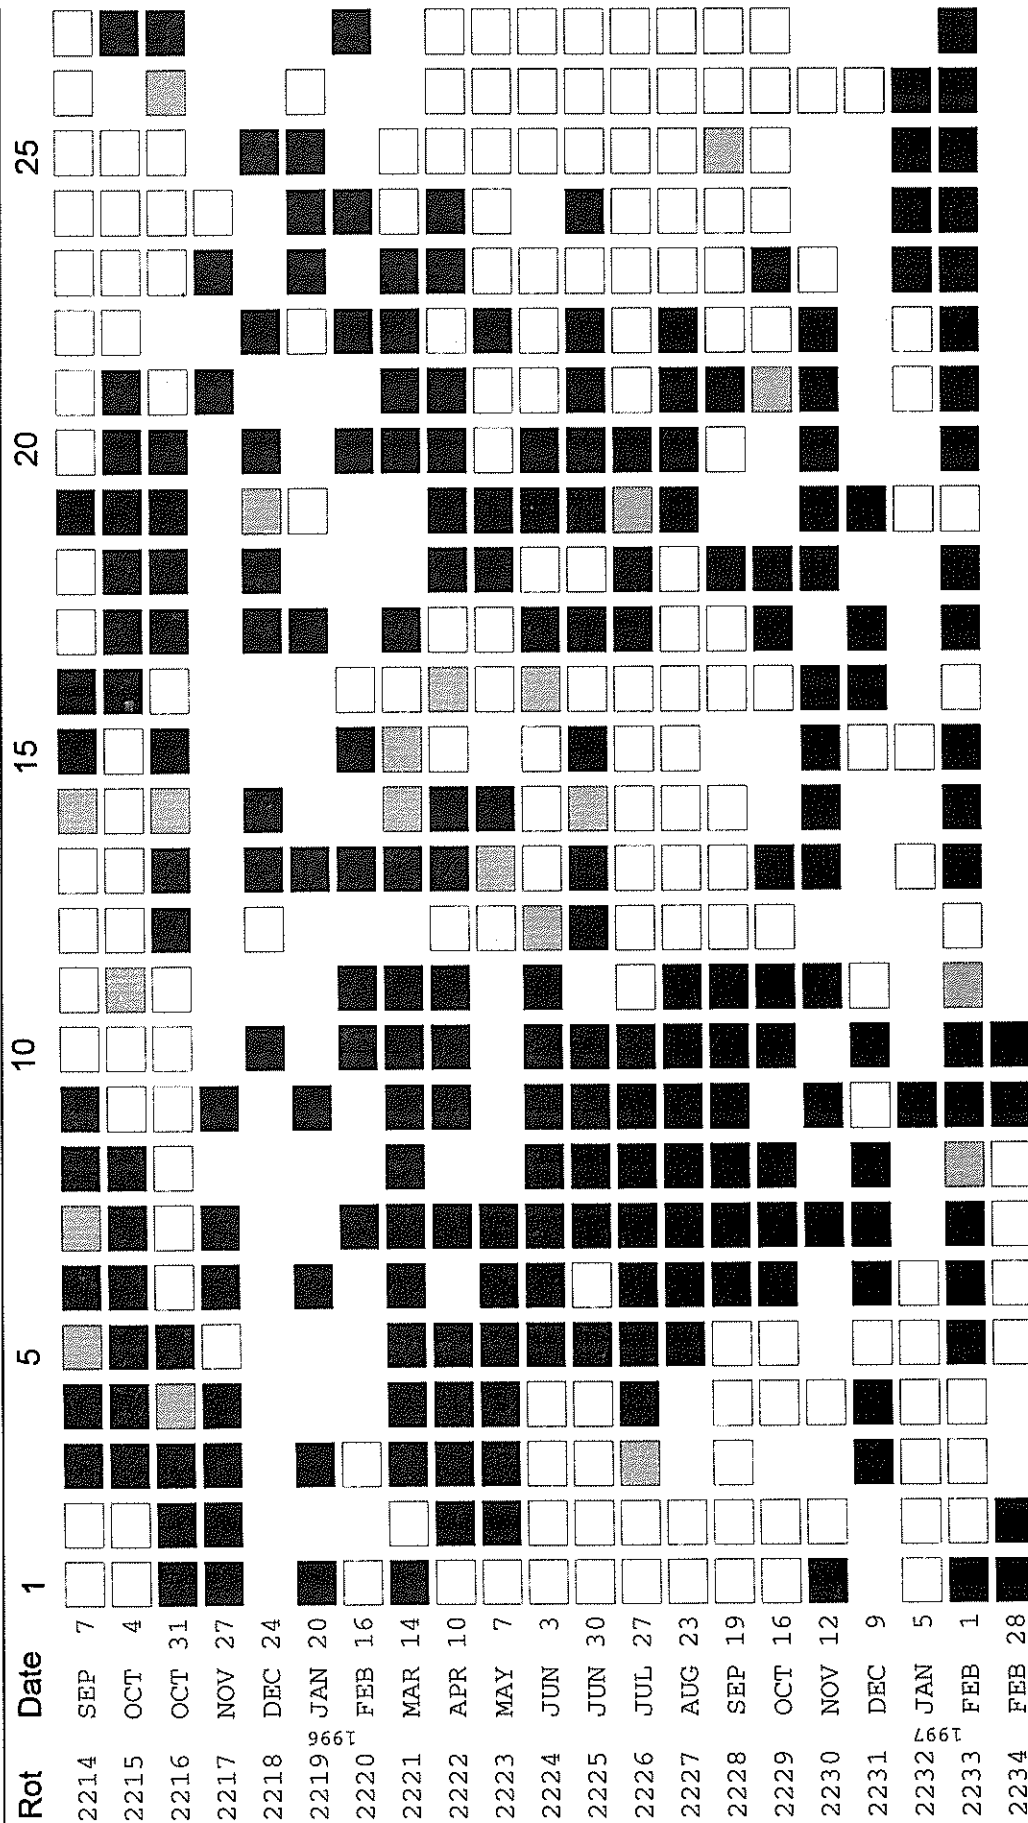 Rot Date 1 5 10 15 20 25
2214 SEP 7
2215 OCT 4
2216 OCT 31
2217 NOV 27
2218 DEC 24
1996
2219 JAN 20
2220 FEB 16
2221 MAR 14
2222 APR 10
2223 MAY 7
2224 JUN 3
2225 JUN 30
2226 JUL 27
2227 AUG 23
2228 SEP 19
2229 OCT 16
2230 NOV 12
2231 DEC 9
1997
2232 JAN 5
2233 FEB 1
2234 FEB 28